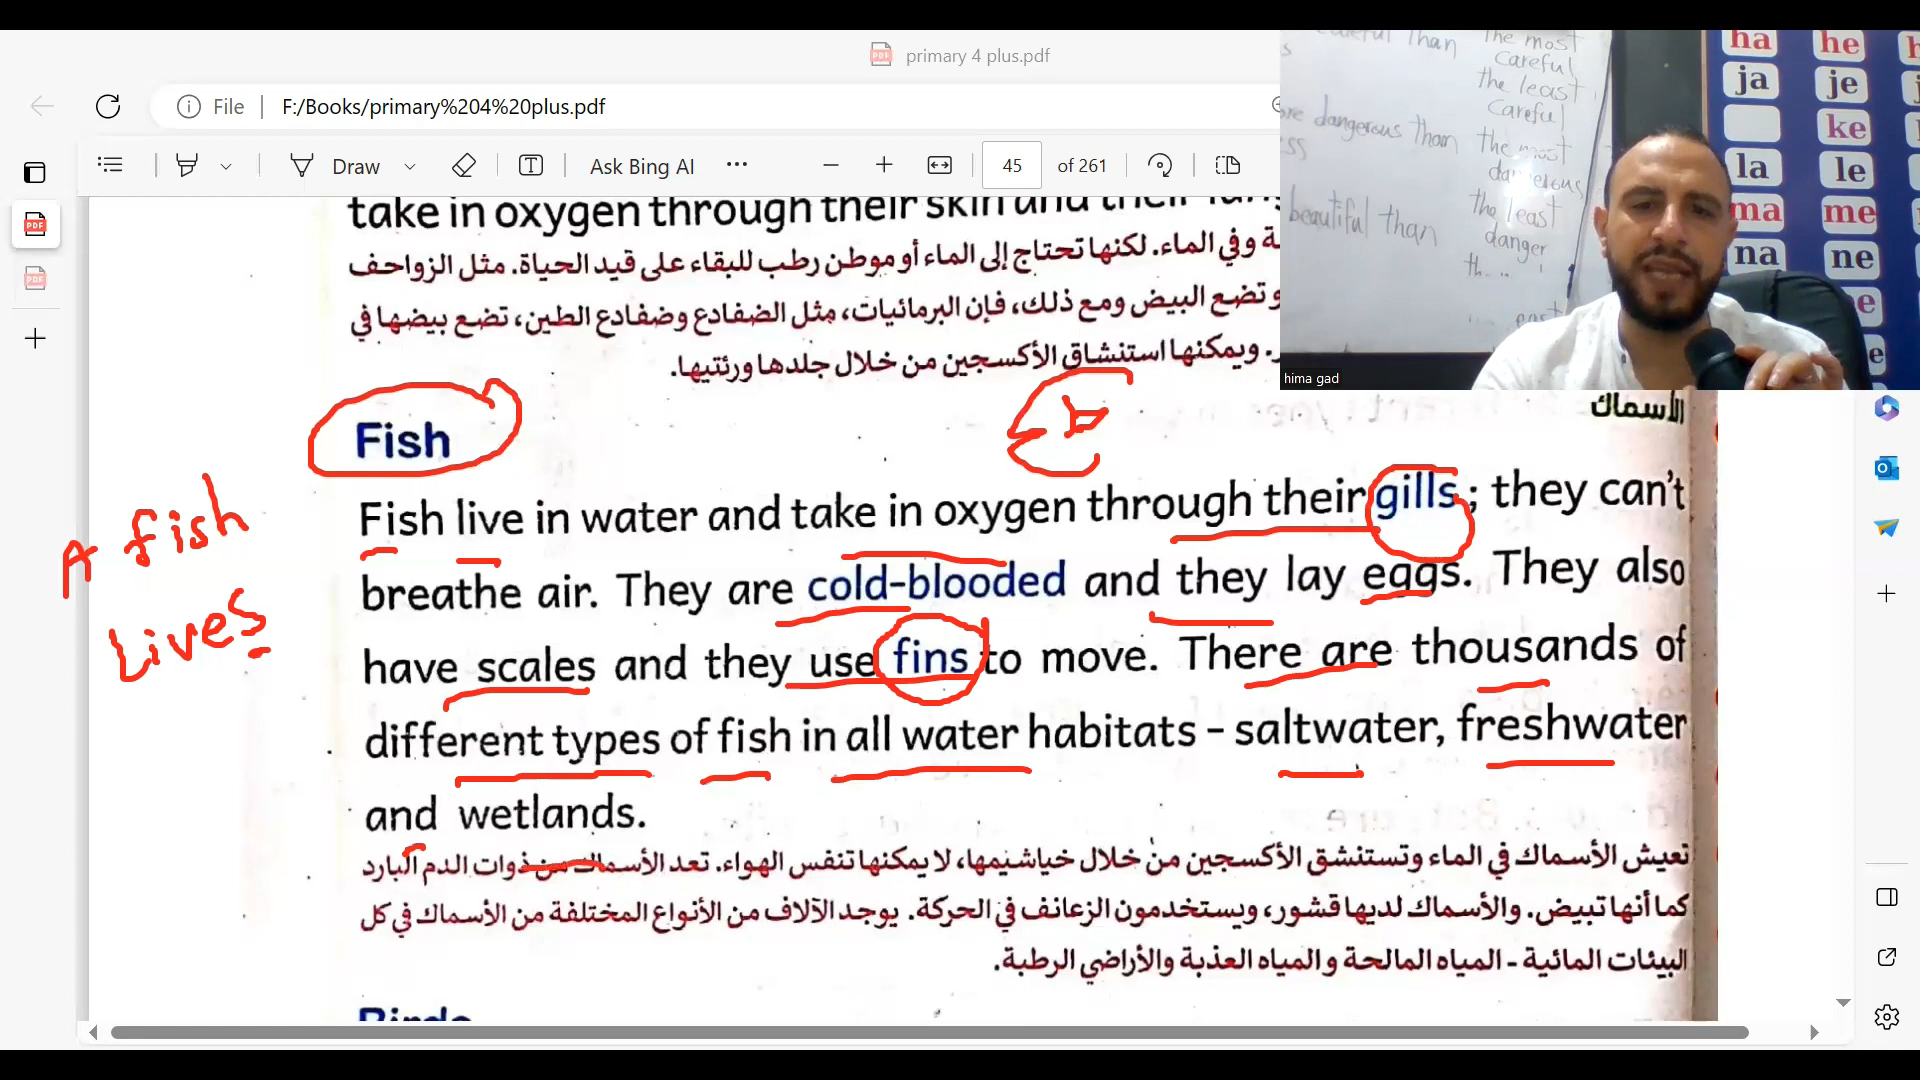 primary 4 plus.pdf
File
F:/Books/primary%204%20plus.pdf
Draw
Ask Bing AI
45 of 261
take in oxygen through their skin and their
ة وفي الماء. لكنها تحتاج إلى الماء أو موطن رطب للبقاء على قيد الحياة. مثل الزواحف
وتضع البيض ومع ذلك، فإن البرمائيات، مثل الضفادع وضفادع الطين، تضع بيضها في
ر. ويمكنها استنشاق الأكسجين من خلال جلدها ورئتيها.
Fish
الأسماك
Fish live in water and take in oxygen through their gills; they can't
breathe air. They are cold-blooded and they lay eggs. They also
have scales and they use fins to move. There are thousands of
different types of fish in all water habitats - saltwater, freshwater
and wetlands.
تعيش الأسماك في الماء وتستنشق الأكسجين من خلال خياشيمها، لا يمكنها تنفس الهواء. تعد الأسماك من ذوات الدم البارد
كما أنها تبيض. والأسماك لديها قشور، ويستخدمون الزعانف في الحركة. يوجد الآلاف من الأنواع المختلفة من الأسماك في كل
البيئات المائية - المياه المالحة والمياه العذبة والأراضي الرطبة.
Birds
A fish
Lives
than
the most
careful
the least
careful
dangerous than
the most
dangerous
beautiful than
the least
danger
ha he
ja je
ke
la le
ma me
na ne
hima gad